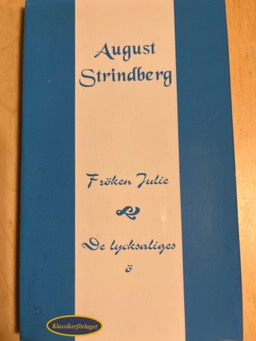 August
Strindberg
Fröken Julie
De lycksaliges
ö
Klassikerförlaget